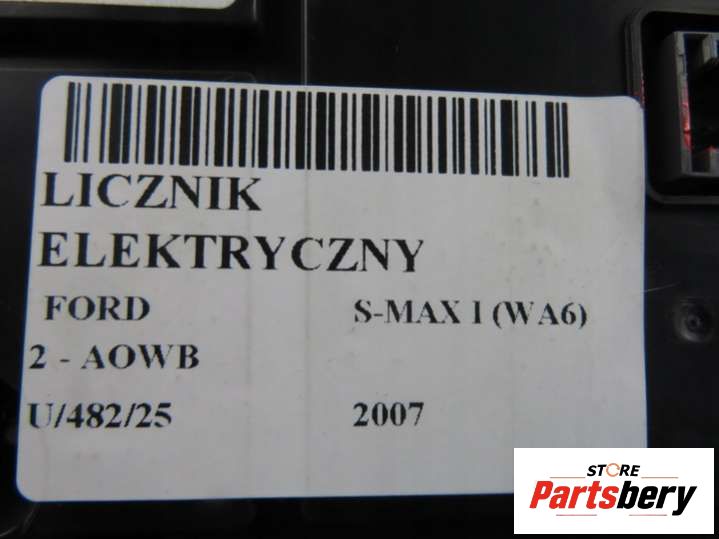 LICZNIK
ELEKTRYCZNY
FORD S-MAX I (WA6)
2 - AOWB
U/482/25 2007
STORE
Partsbery